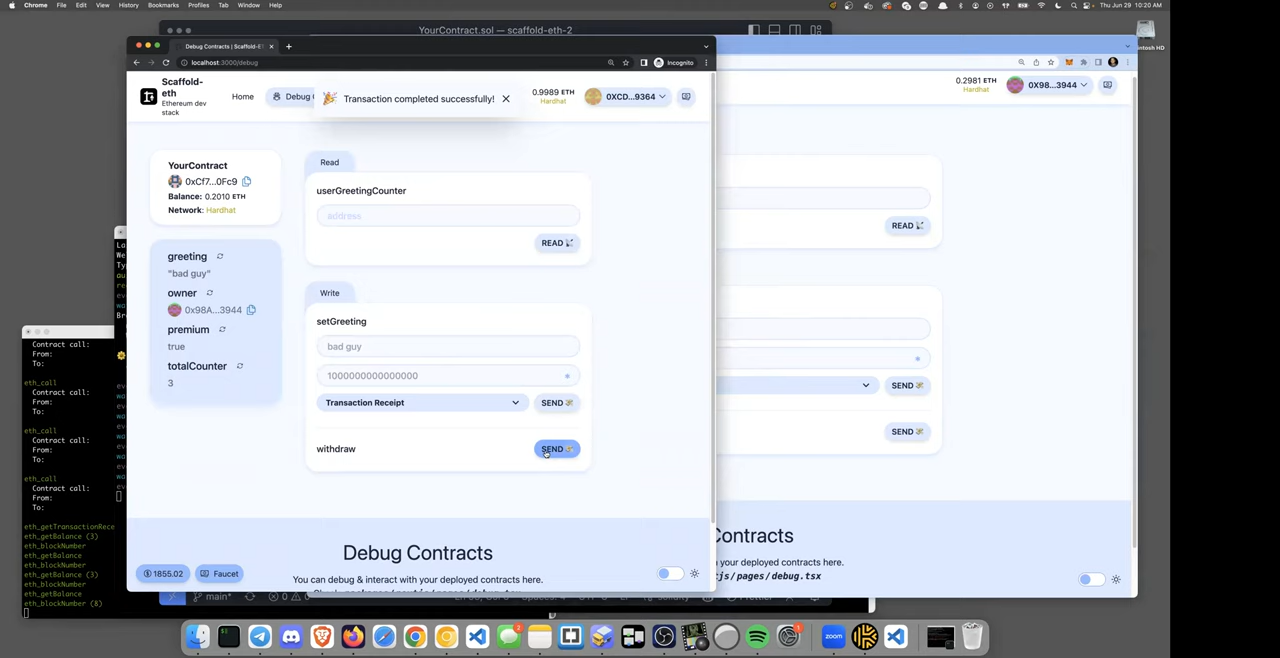 Chrome File Edit View History Bookmarks Profiles Tab Window Help
Thu Jun 29 10:20 AM
YourContract.sol — scaffold-eth-2
Debug Contracts | Scaffold-ET
localhost:3000/debug
Incognito
Scaffold-
eth
Ethereum dev
stack
Home
Debug
Transaction completed successfully!
0.9989 ETH
Hardhat
0XCD...9364
0.2981 ETH
Hardhat
0X98...3944
YourContract
0xCf7...0Fc9
Balance: 0.2010 ETH
Network: Hardhat
greeting
"bad guy"
owner
0x98A...3944
premium
true
totalCounter
3
Read
userGreetingCounter
address
READ
READ
Write
setGreeting
bad guy
1000000000000000
Transaction Receipt
SEND
SEND
withdraw
SEND
SEND
Contract call:
From:
To:
eth_call
Contract call:
From:
To:
eth_call
Contract call:
From:
To:
eth_call
Contract call:
From:
To:
eth_getTransactionRece
eth_getBalance (3)
eth_blockNumber
eth_getBalance
eth_blockNumber
eth_getBalance (3)
eth_blockNumber
eth_getBalance
eth_blockNumber (8)
Debug Contracts
You can debug & interact with your deployed contracts here.
1855.02
Faucet
Contracts
n your deployed contracts here.
js/pages/debug.tsx
main*
zoom